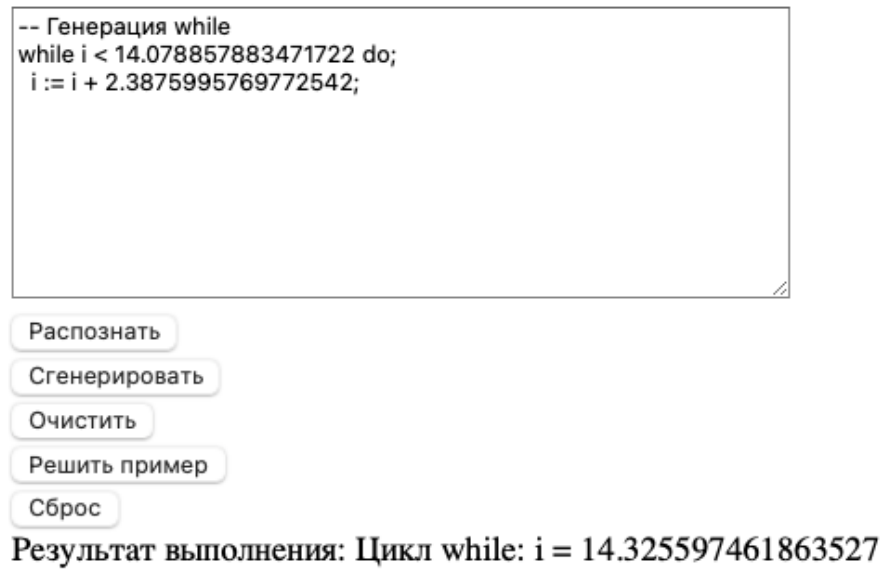 -- Генерация while
while i < 14.078857883471722 do;
i := i + 2.3875995769772542;
Распознать
Сгенерировать
Очистить
Решить пример
Сброс
Результат выполнения: Цикл while: i = 14.325597461863527